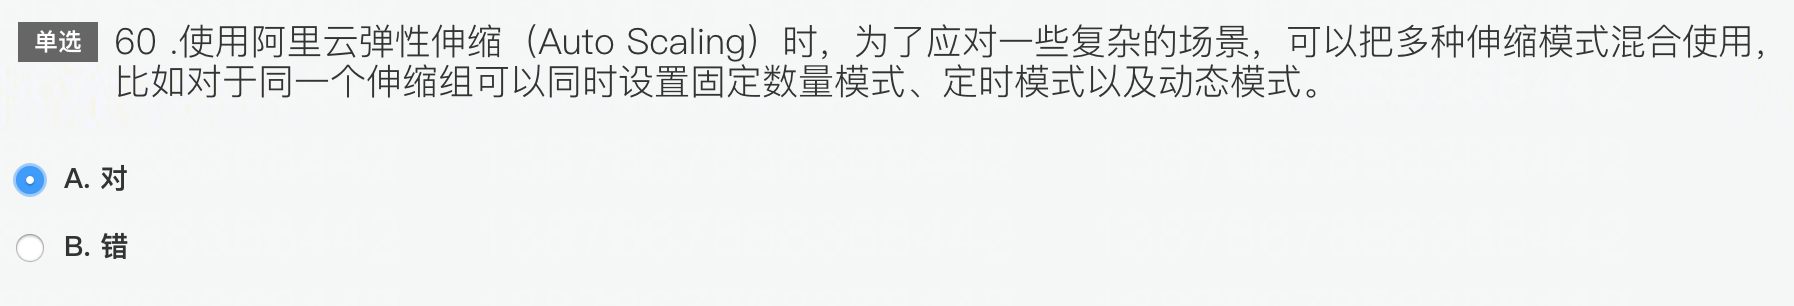 单选 60 .使用阿里云弹性伸缩（Auto Scaling）时，为了应对一些复杂的场景，可以把多种伸缩模式混合使用，
比如对于同一个伸缩组可以同时设置固定数量模式、定时模式以及动态模式。
A. 对
B. 错